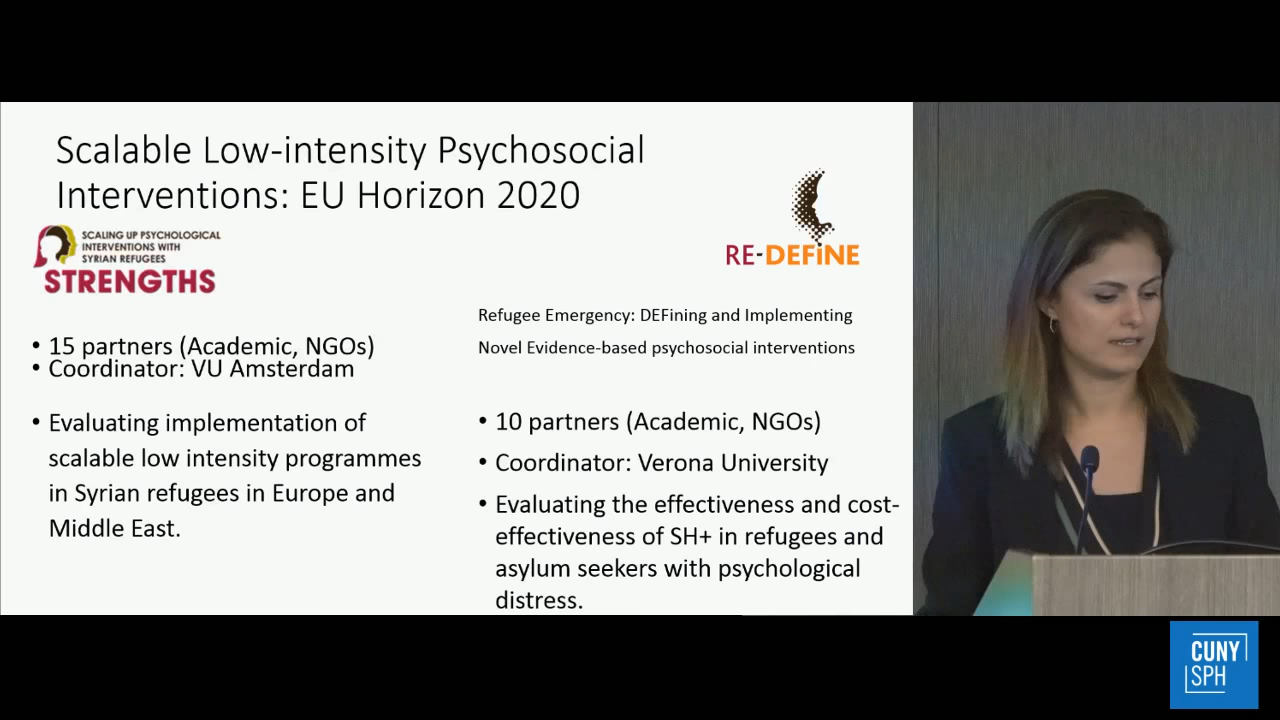 Scalable Low-intensity Psychosocial
Interventions: EU Horizon 2020
SCALING UP PSYCHOLOGICAL
INTERVENTIONS WITH
SYRIAN REFUGEES
STRENGTHS
• 15 partners (Academic, NGOs)
• Coordinator: VU Amsterdam
• Evaluating implementation of
scalable low intensity programmes
in Syrian refugees in Europe and
Middle East.
RE-DEFiNE
Refugee Emergency: DEFining and Implementing
Novel Evidence-based psychosocial interventions
• 10 partners (Academic, NGOs)
• Coordinator: Verona University
• Evaluating the effectiveness and cost-
effectiveness of SH+ in refugees and
asylum seekers with psychological
distress.
CUNY
SPH